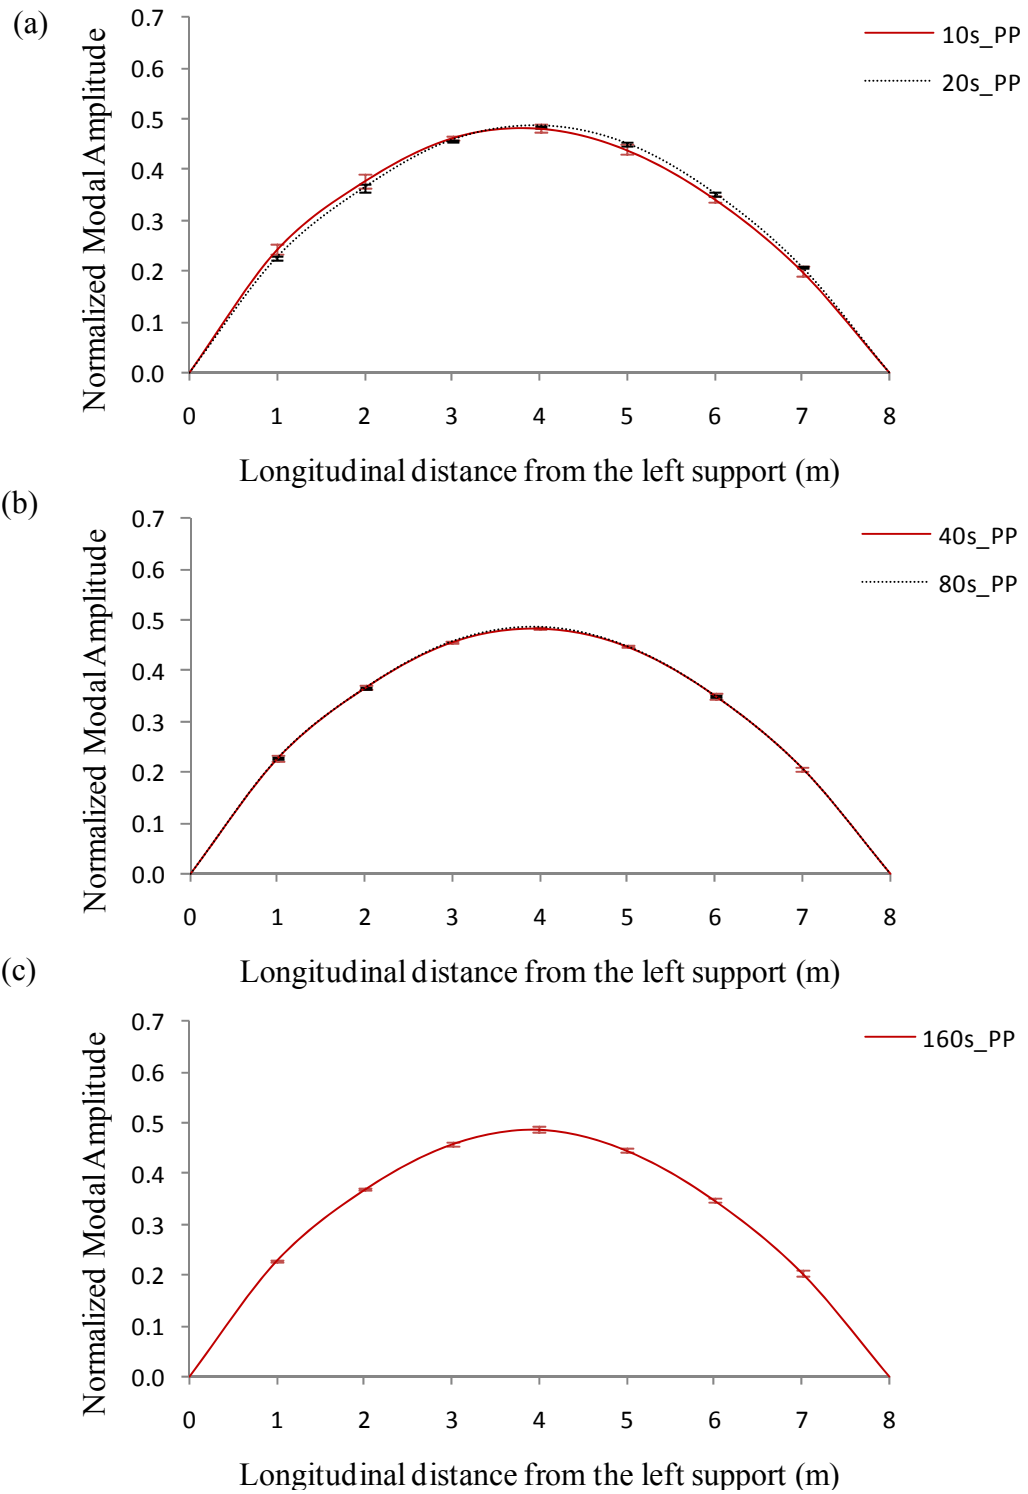 (a)
Normalized Modal Amplitude
0.7
0.6
0.5
0.4
0.3
0.2
0.1
0.0
0 1 2 3 4 5 6 7 8
Longitudinal distance from the left support (m)
10s_PP
20s_PP
(b)
Normalized Modal Amplitude
0.7
0.6
0.5
0.4
0.3
0.2
0.1
0.0
0 1 2 3 4 5 6 7 8
Longitudinal distance from the left support (m)
40s_PP
80s_PP
(c)
Normalized Modal Amplitude
0.7
0.6
0.5
0.4
0.3
0.2
0.1
0.0
0 1 2 3 4 5 6 7 8
Longitudinal distance from the left support (m)
160s_PP